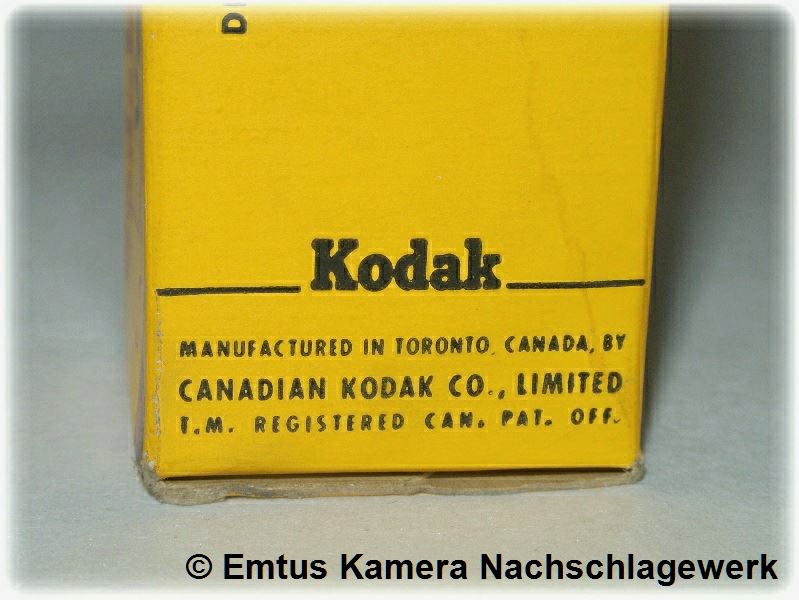 Kodak
MANUFACTURED IN TORONTO, CANADA, BY
CANADIAN KODAK CO., LIMITED
T.M. REGISTERED CAN. PAT. OFF.
© Emtus Kamera Nachschlagewerk